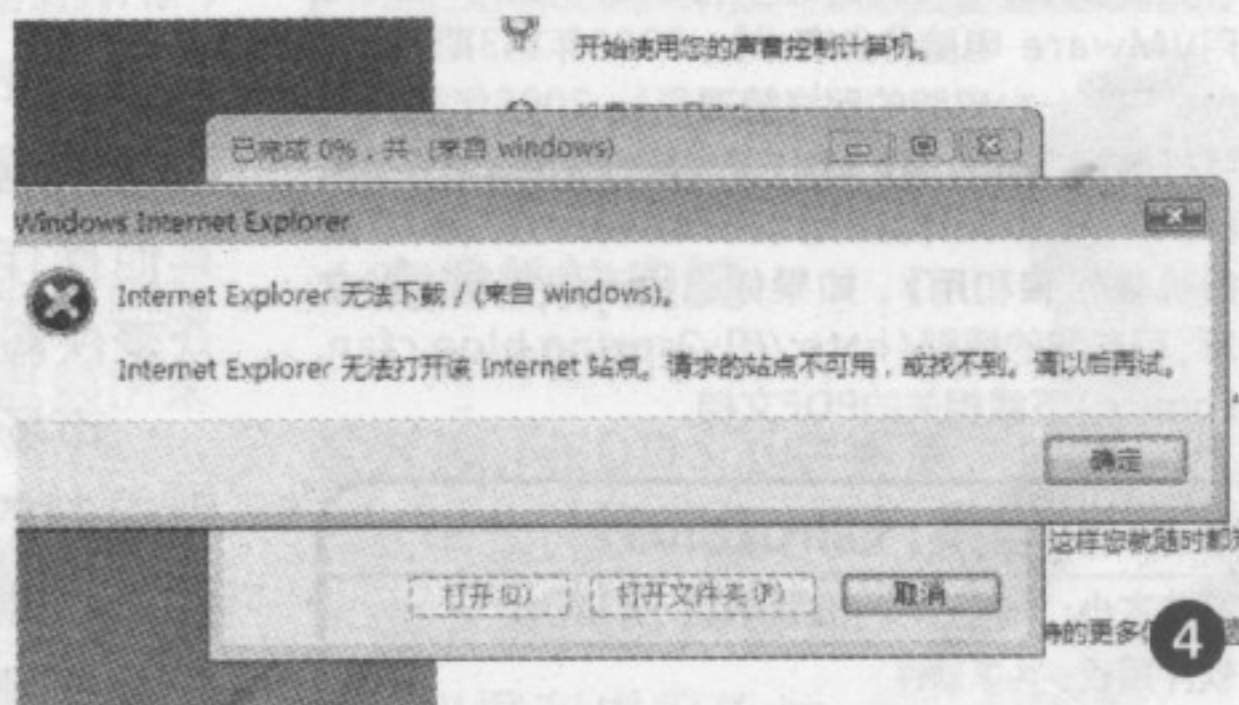 开始使用您的声音控制计算机。
已完成 0%，共 (来自 windows)
Windows Internet Explorer
Internet Explorer 无法下载 / (来自 windows)。
Internet Explorer 无法打开该 Internet 站点。请求的站点不可用，或找不到。请以后再试。
确定
这样您就随时都
打开(O) 打开文件夹(F) 取消
的更多
4